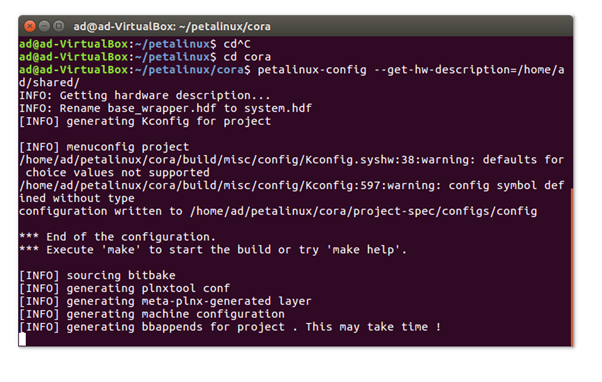 ad@ad-VirtualBox: ~/petalinux/cora
ad@ad-VirtualBox:~/petalinux$ cd^C
ad@ad-VirtualBox:~/petalinux$ cd cora
ad@ad-VirtualBox:~/petalinux/cora$ petalinux-config --get-hw-description=/home/a
d/shared/
INFO: Getting hardware description...
INFO: Rename base_wrapper.hdf to system.hdf
[INFO] generating Kconfig for project
[INFO] menuconfig project
/home/ad/petalinux/cora/build/misc/config/Kconfig.syshw:38:warning: defaults for
 choice values not supported
/home/ad/petalinux/cora/build/misc/config/Kconfig:597:warning: config symbol def
ined without type
configuration written to /home/ad/petalinux/cora/project-spec/configs/config
*** End of the configuration.
*** Execute 'make' to start the build or try 'make help'.
[INFO] sourcing bitbake
[INFO] generating plnxtool conf
[INFO] generating meta-plnx-generated layer
[INFO] generating machine configuration
[INFO] generating bbappends for project . This may take time !